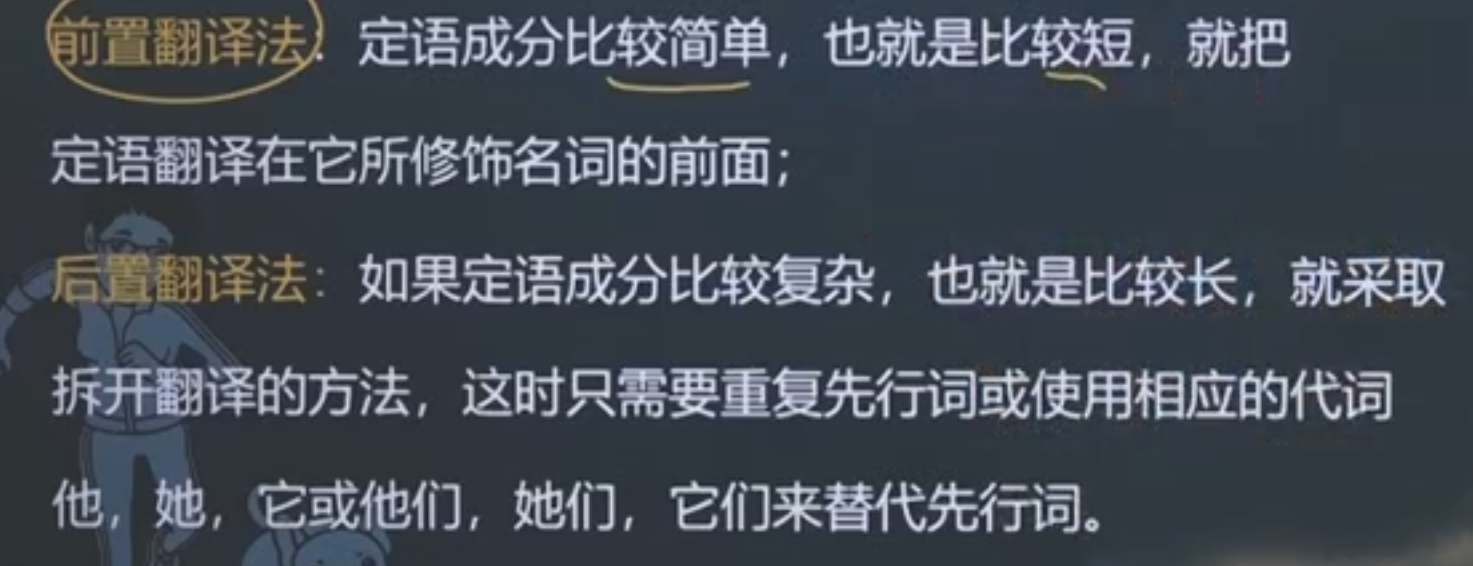 前置翻译法：定语成分比较简单，也就是比较短，就把
定语翻译在它所修饰名词的前面；
后置翻译法：如果定语成分比较复杂，也就是比较长，就采取
拆开翻译的方法，这时只需要重复先行词或使用相应的代词
他，她，它或他们，她们，它们来替代先行词。